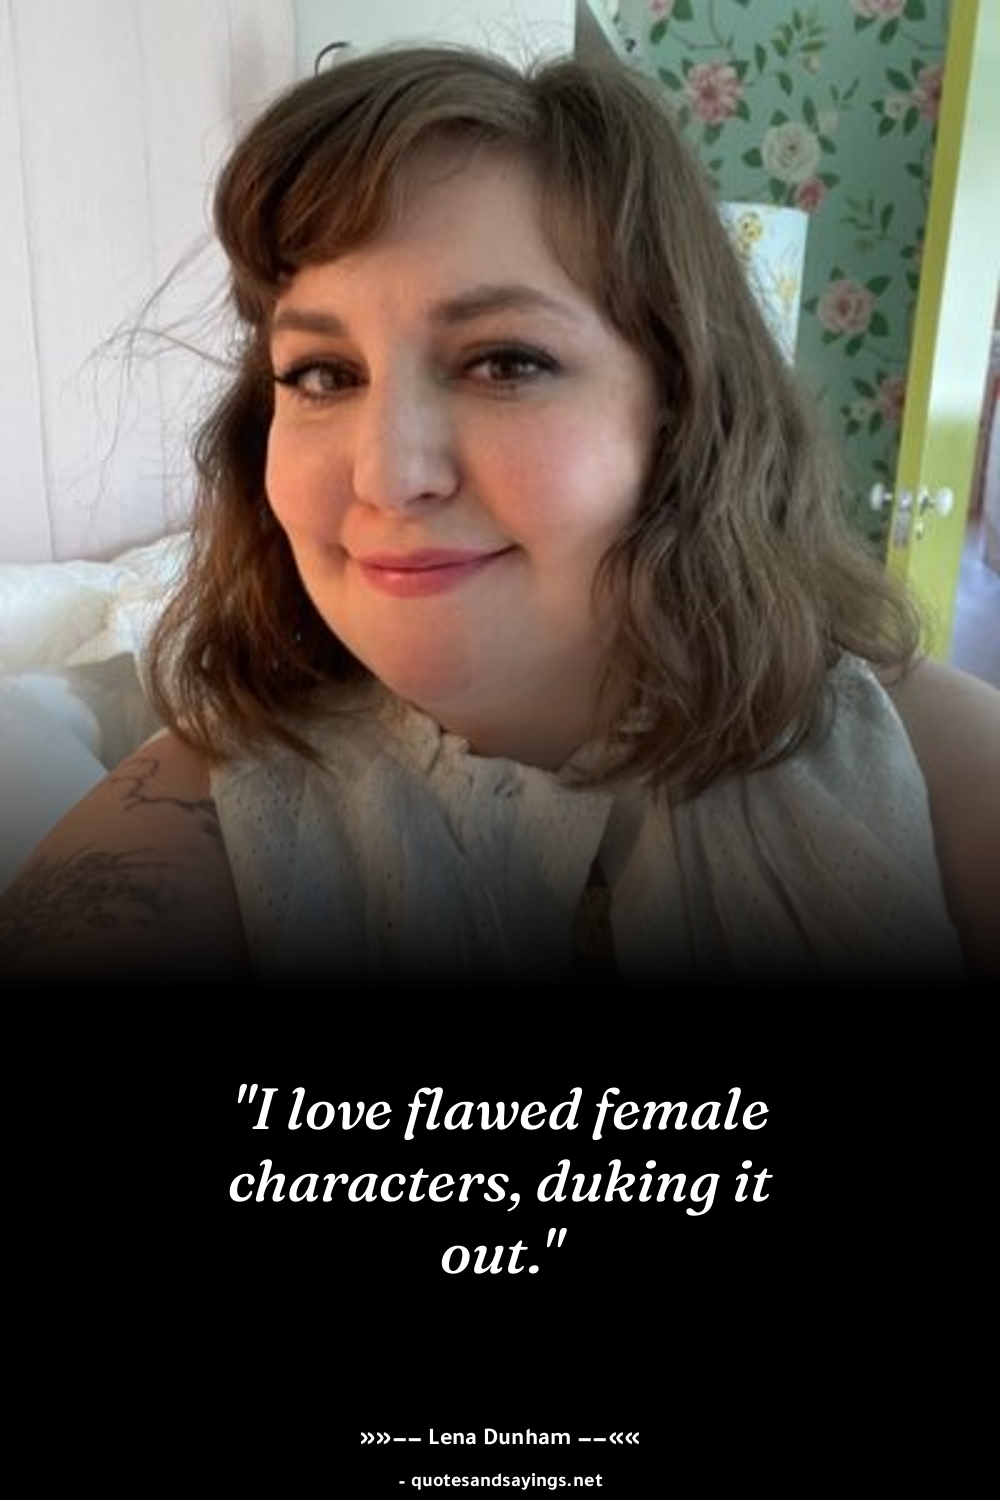 "I love flawed female
characters, duking it
out."
»»−− Lena Dunham −−««
- quotesandsayings.net